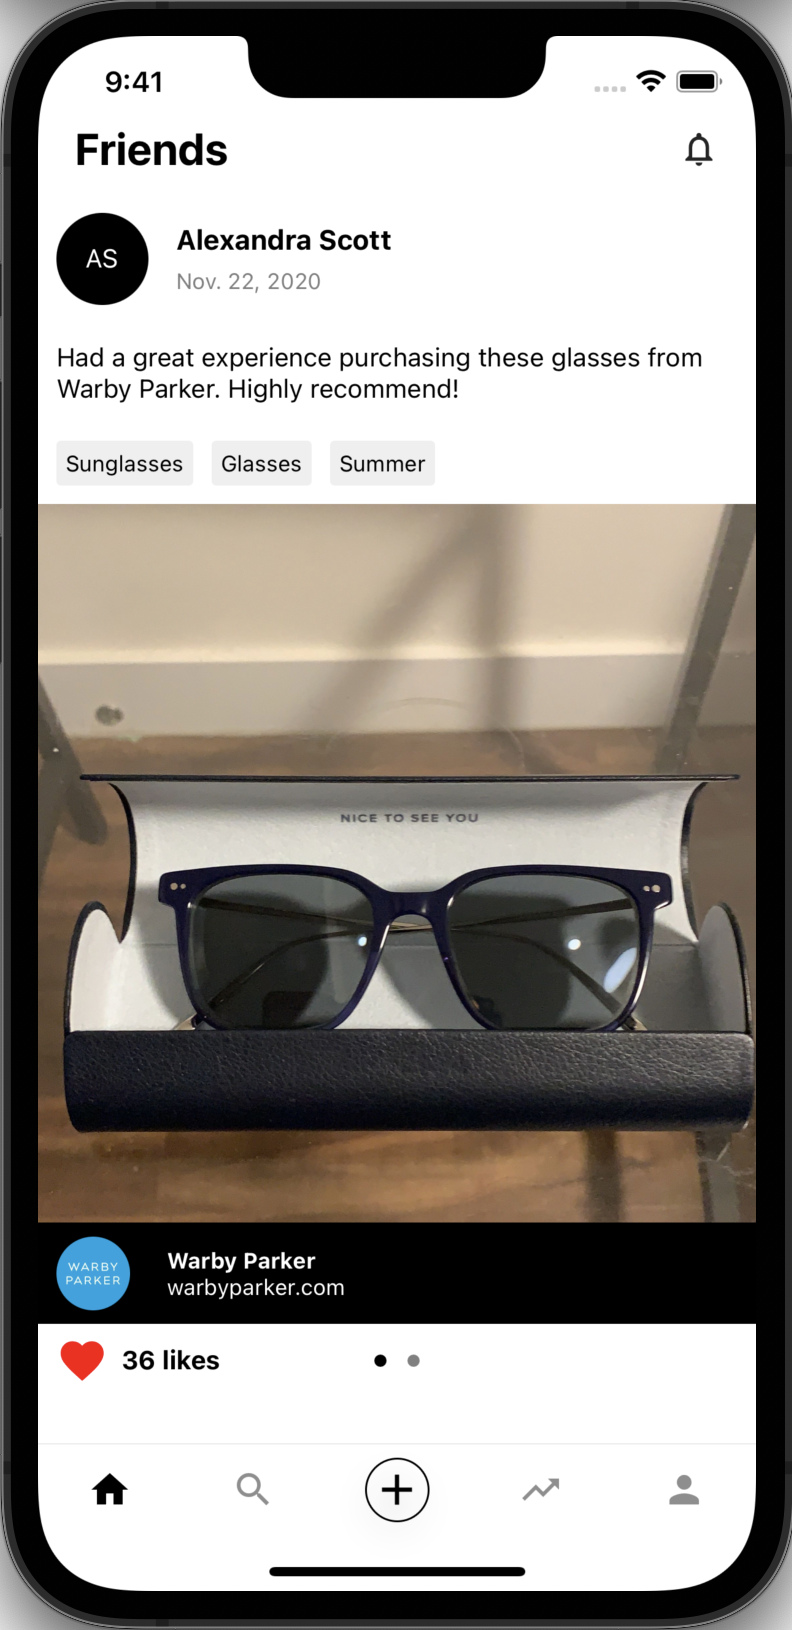 9:41
Friends
AS
Alexandra Scott
Nov. 22, 2020
Had a great experience purchasing these glasses from
Warby Parker. Highly recommend!
Sunglasses Glasses Summer
NICE TO SEE YOU
WARBY
PARKER
Warby Parker
warbyparker.com
36 likes